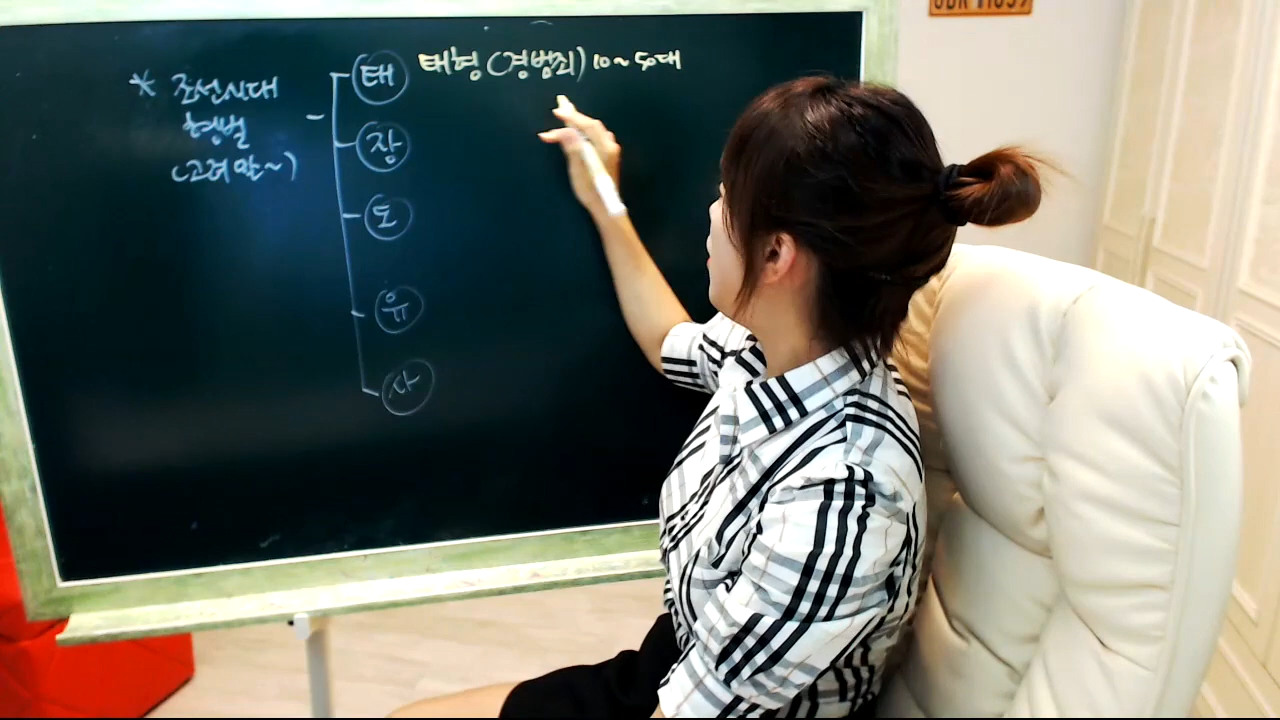 * 조선시대
형벌
(고려 말~)
태 태형 (경범죄) 10~50대
장
도
유
사